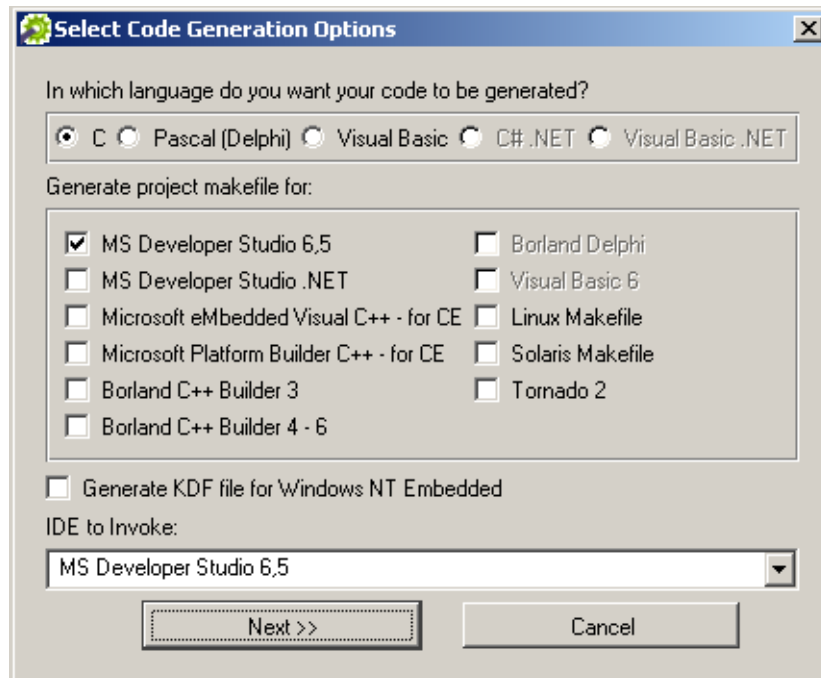 Select Code Generation Options
In which language do you want your code to be generated?
C Pascal (Delphi) Visual Basic C# .NET Visual Basic .NET
Generate project makefile for:
MS Developer Studio 6,5 Borland Delphi
MS Developer Studio .NET Visual Basic 6
Microsoft eMbedded Visual C++ - for CE Linux Makefile
Microsoft Platform Builder C++ - for CE Solaris Makefile
Borland C++ Builder 3 Tornado 2
Borland C++ Builder 4 - 6
Generate KDF file for Windows NT Embedded
IDE to Invoke:
MS Developer Studio 6,5
Next >> Cancel